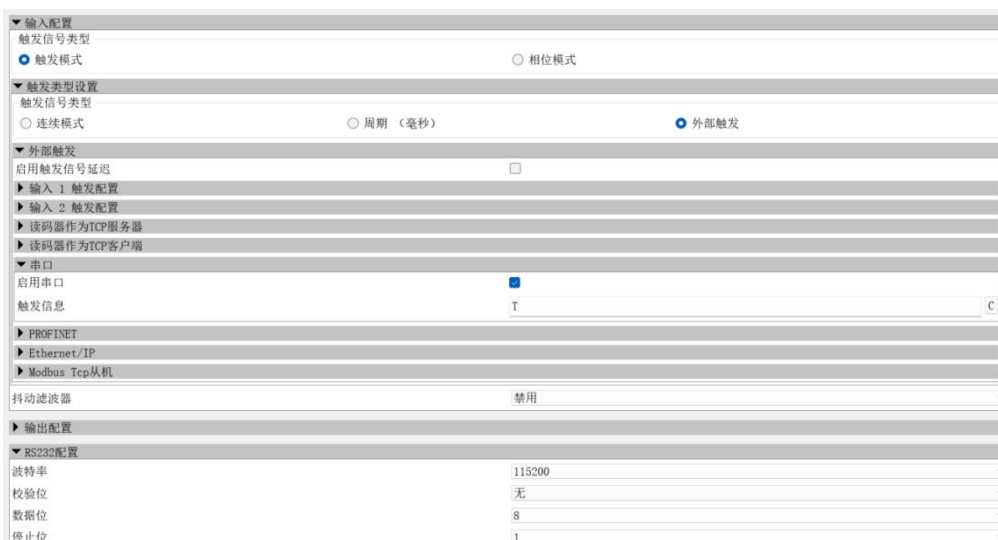 输入配置
触发信号类型
触发模式 相位模式
触发类型设置
触发信号类型
连续模式 周期 （毫秒） 外部触发
外部触发
启用触发信号延迟
输入 1 触发配置
输入 2 触发配置
读码器作为TCP服务器
读码器作为TCP客户端
串口
启用串口
触发信息 T C
PROFINET
Ethernet/IP
Modbus Tcp从机
抖动滤波器 禁用
输出配置
RS232配置
波特率 115200
校验位 无
数据位 8
停止位 1